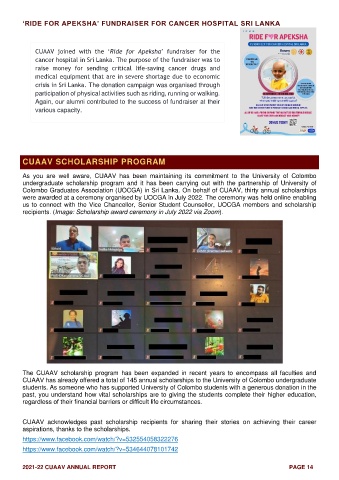 'RIDE FOR APEKSHA' FUNDRAISER FOR CANCER HOSPITAL SRI LANKA
CUAAV joined with the 'Ride for Apeksha' fundraiser for the
cancer hospital in Sri Lanka. The purpose of the fundraiser was to
raise money for sending critical life-saving cancer drugs and
medical equipment that are in severe shortage due to economic
crisis in Sri Lanka. The donation campaign was organised through
participation of physical activities such as riding, running or walking.
Again, our alumni contributed to the success of fundraiser at their
various capacity.
RIDE FOR APEKSHA
CUAAV SCHOLARSHIP PROGRAM
As you are well aware, CUAAV has been maintaining its commitment to the University of Colombo
undergraduate scholarship program and it has been carrying out with the partnership of University of
Colombo Graduates Association (UOCGA) in Sri Lanka. On behalf of CUAAV, thirty annual scholarships
were awarded at a ceremony organised by UOCGA in July 2022. The ceremony was held online enabling
us to connect with the Vice Chancellor, Senior Student Counsellor, UOCGA members and scholarship
recipients. (Image: Scholarship award ceremony in July 2022 via Zoom).
The CUAAV scholarship program has been expanded in recent years to encompass all faculties and
CUAAV has already offered a total of 145 annual scholarships to the University of Colombo undergraduate
students. As someone who has supported University of Colombo students with a generous donation in the
past, you understand how vital scholarships are to giving the students complete their higher education,
regardless of their financial barriers or difficult life circumstances.
CUAAV acknowledges past scholarship recipients for sharing their stories on achieving their career
aspirations, thanks to the scholarships.
https://www.facebook.com/watch/?v=532554058322276
https://www.facebook.com/watch/?v=534644078101742
2021-22 CUAAV ANNUAL REPORT PAGE 14